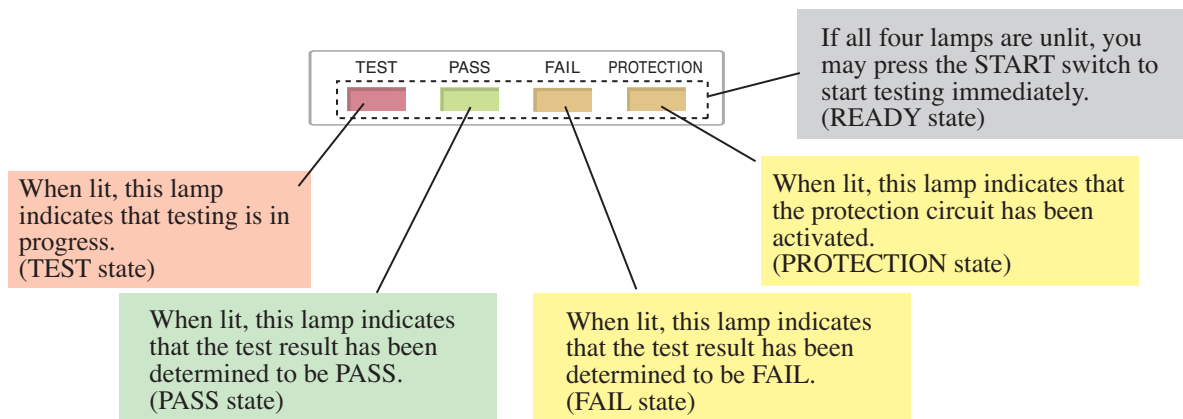 If all four lamps are unlit, you
may press the START switch to
start testing immediately.
(READY state)
TEST PASS FAIL PROTECTION
When lit, this lamp
indicates that testing is in
progress.
(TEST state)
When lit, this lamp indicates that
the protection circuit has been
activated.
(PROTECTION state)
When lit, this lamp indicates
that the test result has been
determined to be PASS.
(PASS state)
When lit, this lamp indicates
that the test result has been
determined to be FAIL.
(FAIL state)